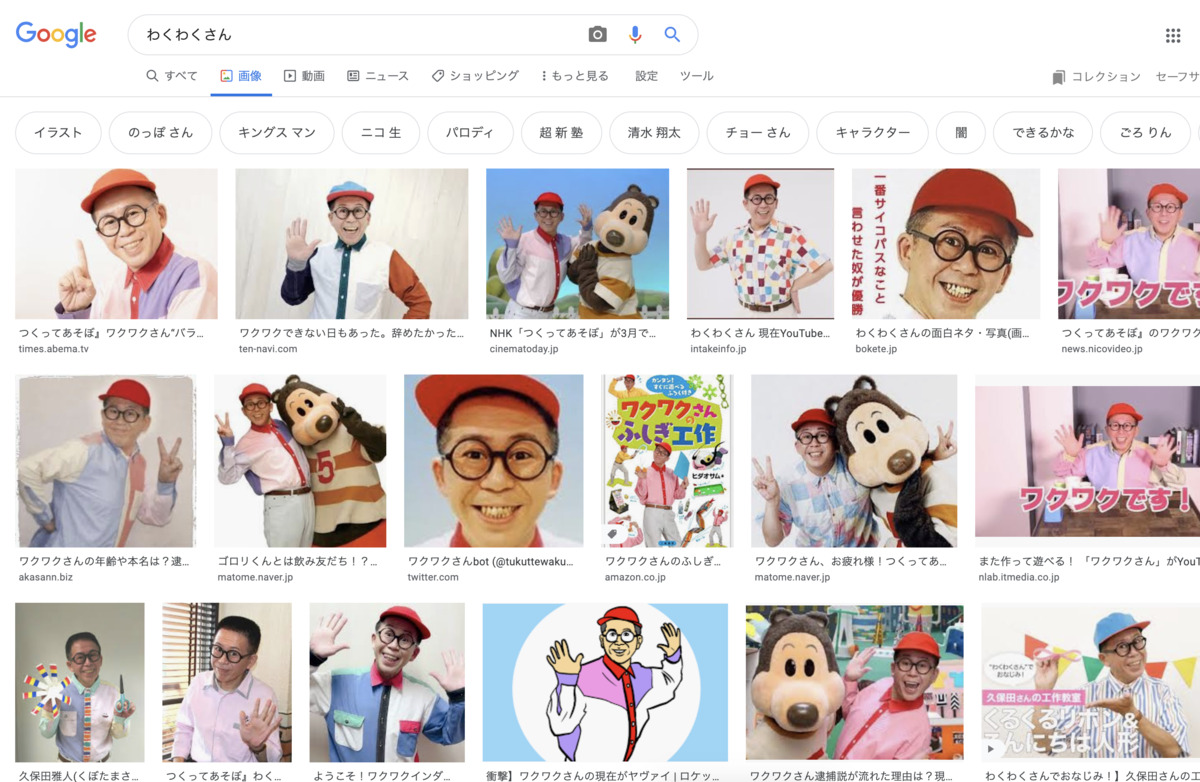 Google
わくわくさん
すべて
画像
動画
ニュース
ショッピング
もっと見る
設定
ツール
コレクション
セーフサ
イラスト
のっぽ さん
キングス マン
ニコ 生
パロディ
超 新 塾
清水 翔太
チョー さん
キャラクター
闇
できるかな
ごろ りん
一番サイコパスなこと
言わせた奴が優勝
ワクワクです
つくってあそぼ』ワクワクさん“パラ...
times.abema.tv
ワクワクできない日もあった。辞めたかった...
ten-navi.com
NHK「つくってあそぼ」が3月で...
cinematoday.jp
わくわくさん 現在YouTube...
intakeinfo.jp
わくわくさんの面白ネタ・写真(画...
bokete.jp
つくってあそぼ』のワクワク
news.nicovideo.jp
5
カンタン!
すぐに遊べる
ふろく付き
ワクワクさんの
ふしぎ工作
ヒダオサム
ワクワクです!
ワクワクさんの年齢や本名は?逮...
akasann.biz
ゴロリくんとは飲み友だち!?...
matome.naver.jp
ワクワクさんbot (@tukuttewaku...
twitter.com
ワクワクさんのふしぎ...
amazon.co.jp
ワクワクさん、お疲れ様!つくってあ...
matome.naver.jp
また作って遊べる! 「ワクワクさん」がYouT
nlab.itmedia.co.jp
“わくわくさん”で
おなじみ!
久保田さんの工作教室
くるくるリボン&
こんにちは人形
久保田雅人(くぼたまさ...
つくってあそぼ』わく...
ようこそ!ワクワクインダ...
衝撃】ワクワクさんの現在がヤヴァイ | ロケッ...
ワクワクさん逮捕説が流れた理由は?現...
わくわくさんでおなじみ!】久保田さんの工